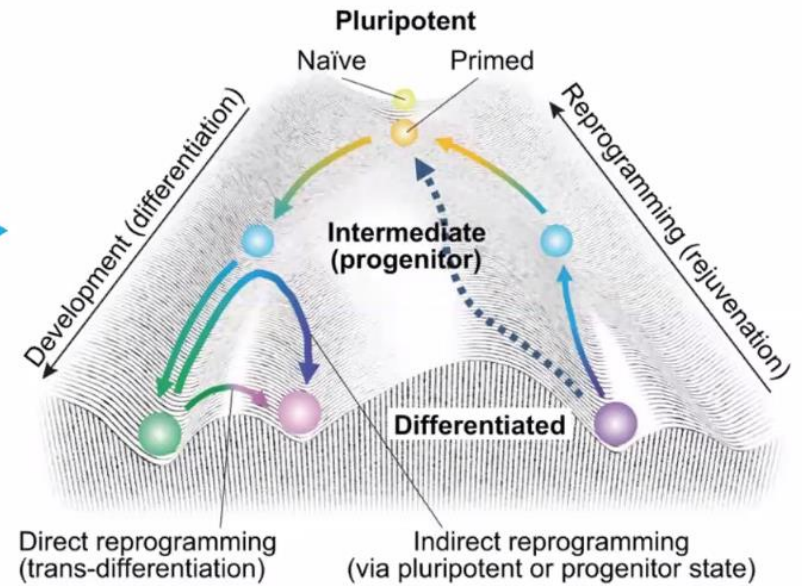 Pluripotent
Naïve
Primed
Development (differentiation)
Reprogramming (rejuvenation)
Intermediate
(progenitor)
Differentiated
Direct reprogramming
(trans-differentiation)
Indirect reprogramming
(via pluripotent or progenitor state)